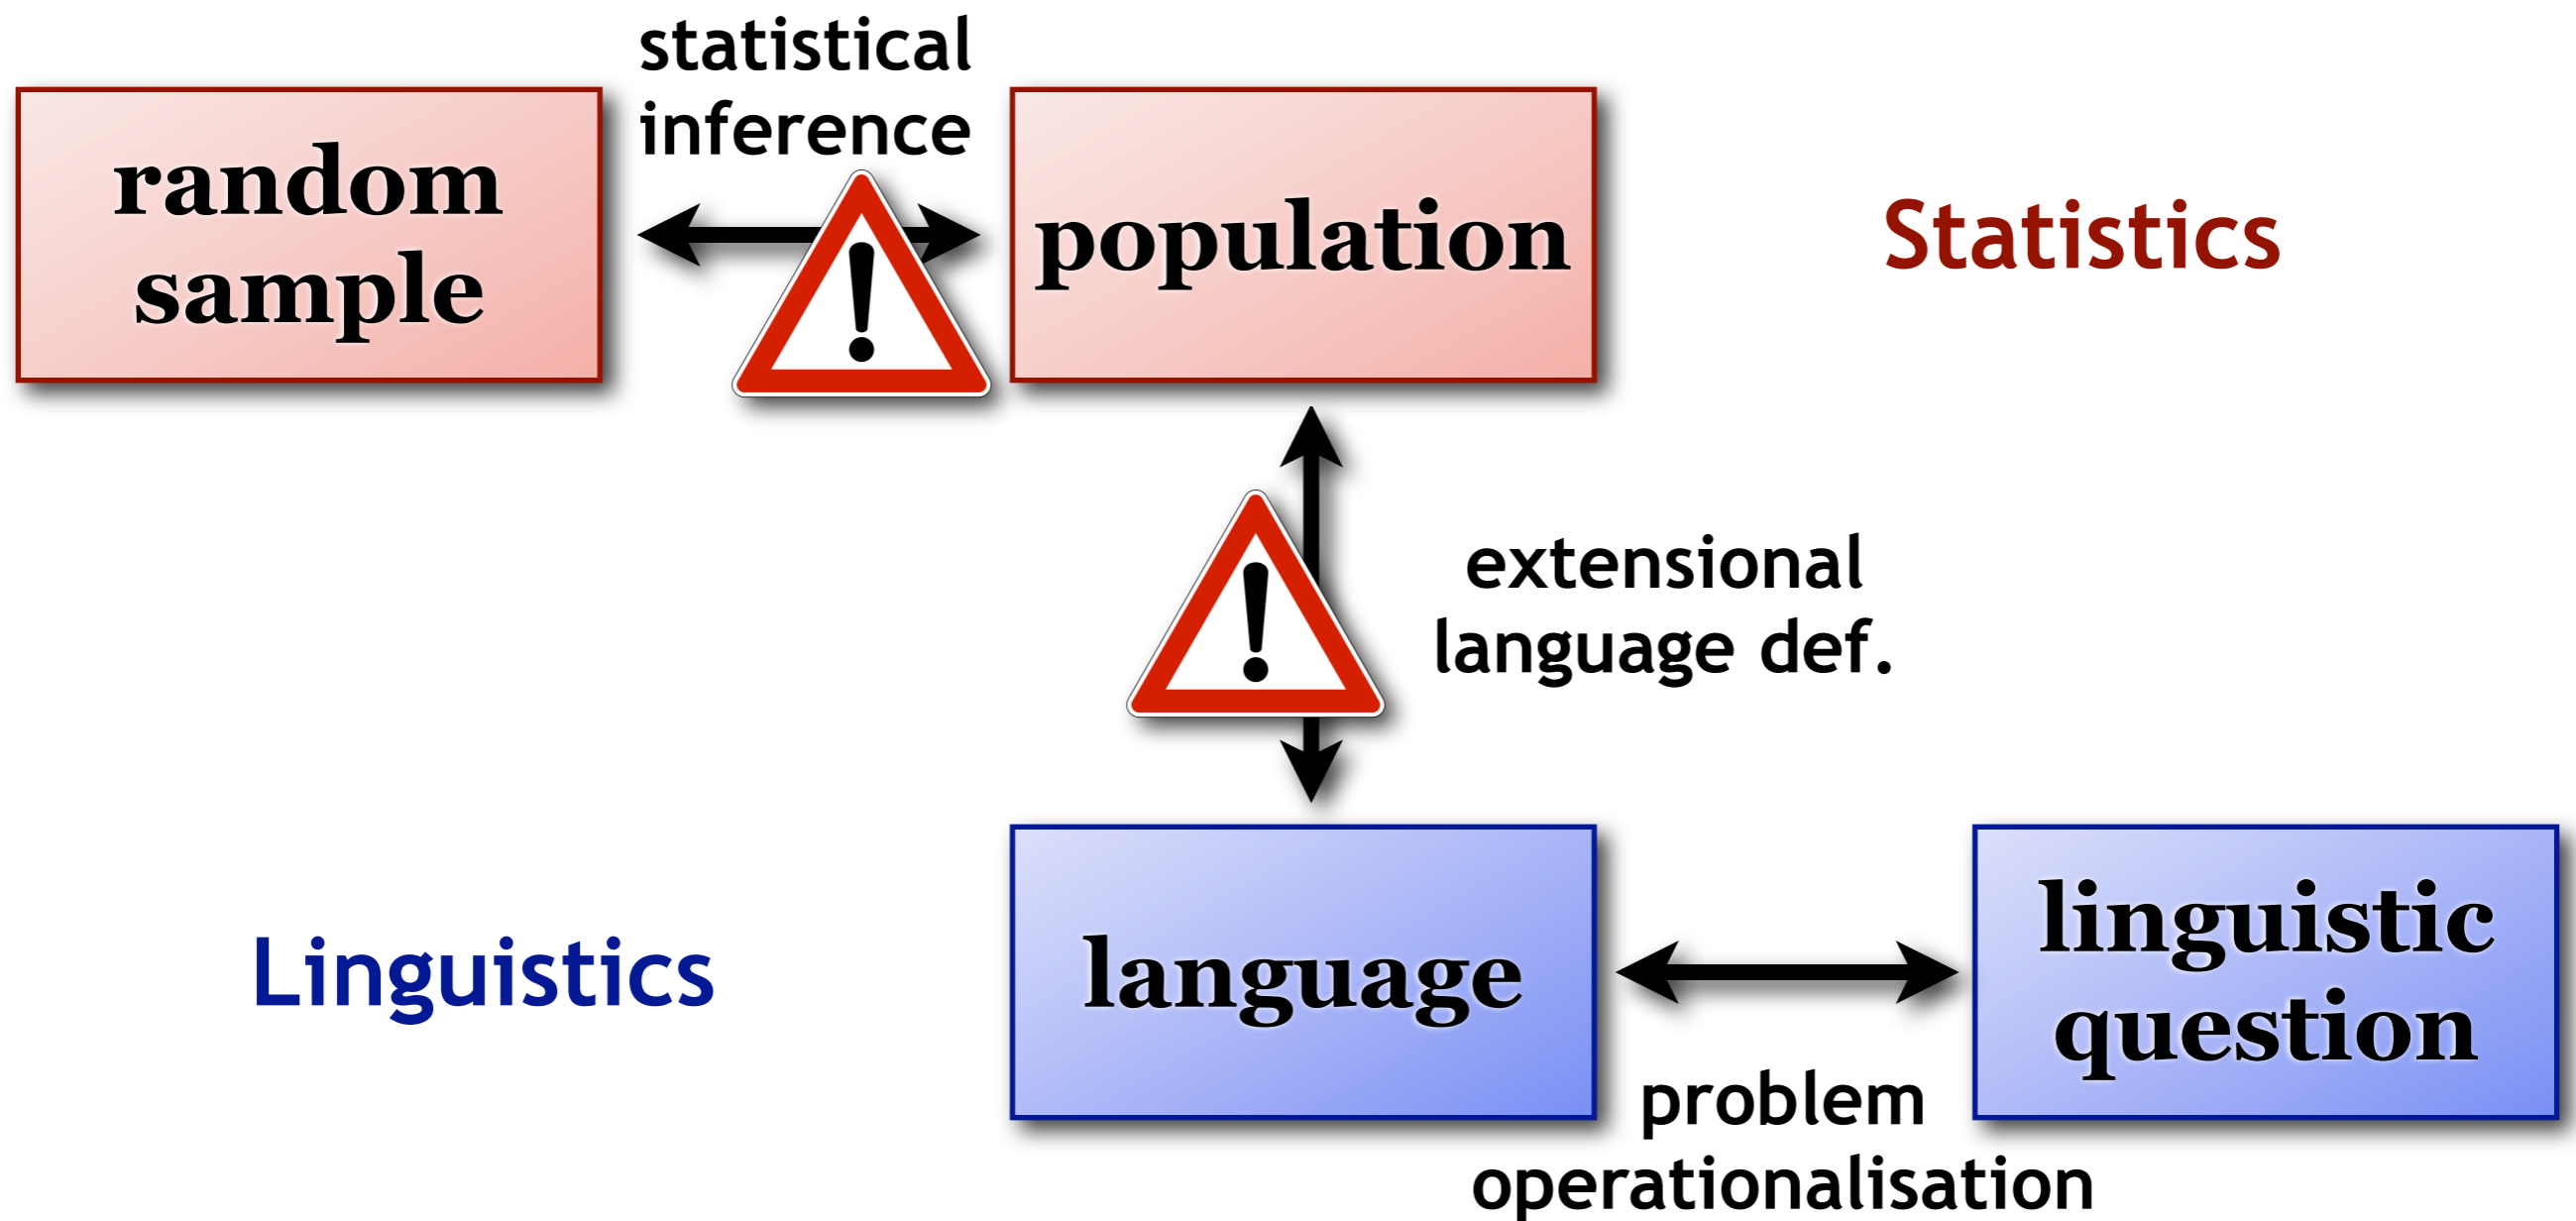 statistical
inference
random
sample
population
Statistics
!
extensional
language def.
!
Linguistics
language
linguistic
question
problem
operationalisation